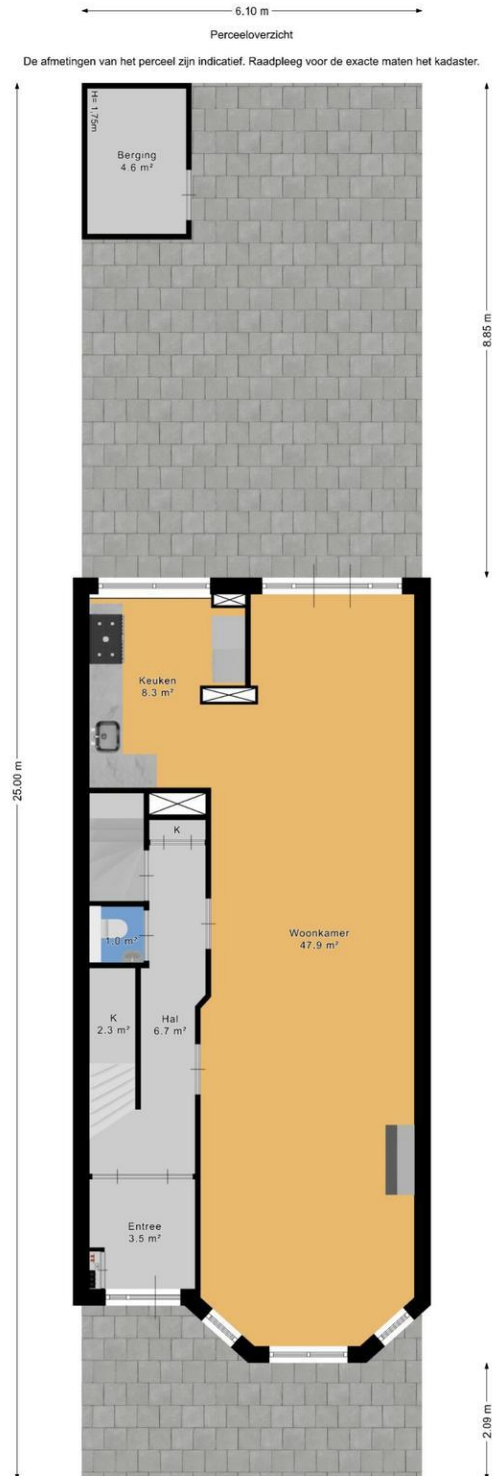 6.10 m
Perceeloverzicht
De afmetingen van het perceel zijn indicatief. Raadpleeg voor de exacte maten het kadaster.
H= 1,75m
Berging
4.6 m²
8.85 m
Keuken
8.3 m²
25.00 m
K
Woonkamer
47.9 m²
1.0 m²
K
2.3 m²
Hal
6.7 m²
Entree
3.5 m²
2.09 m